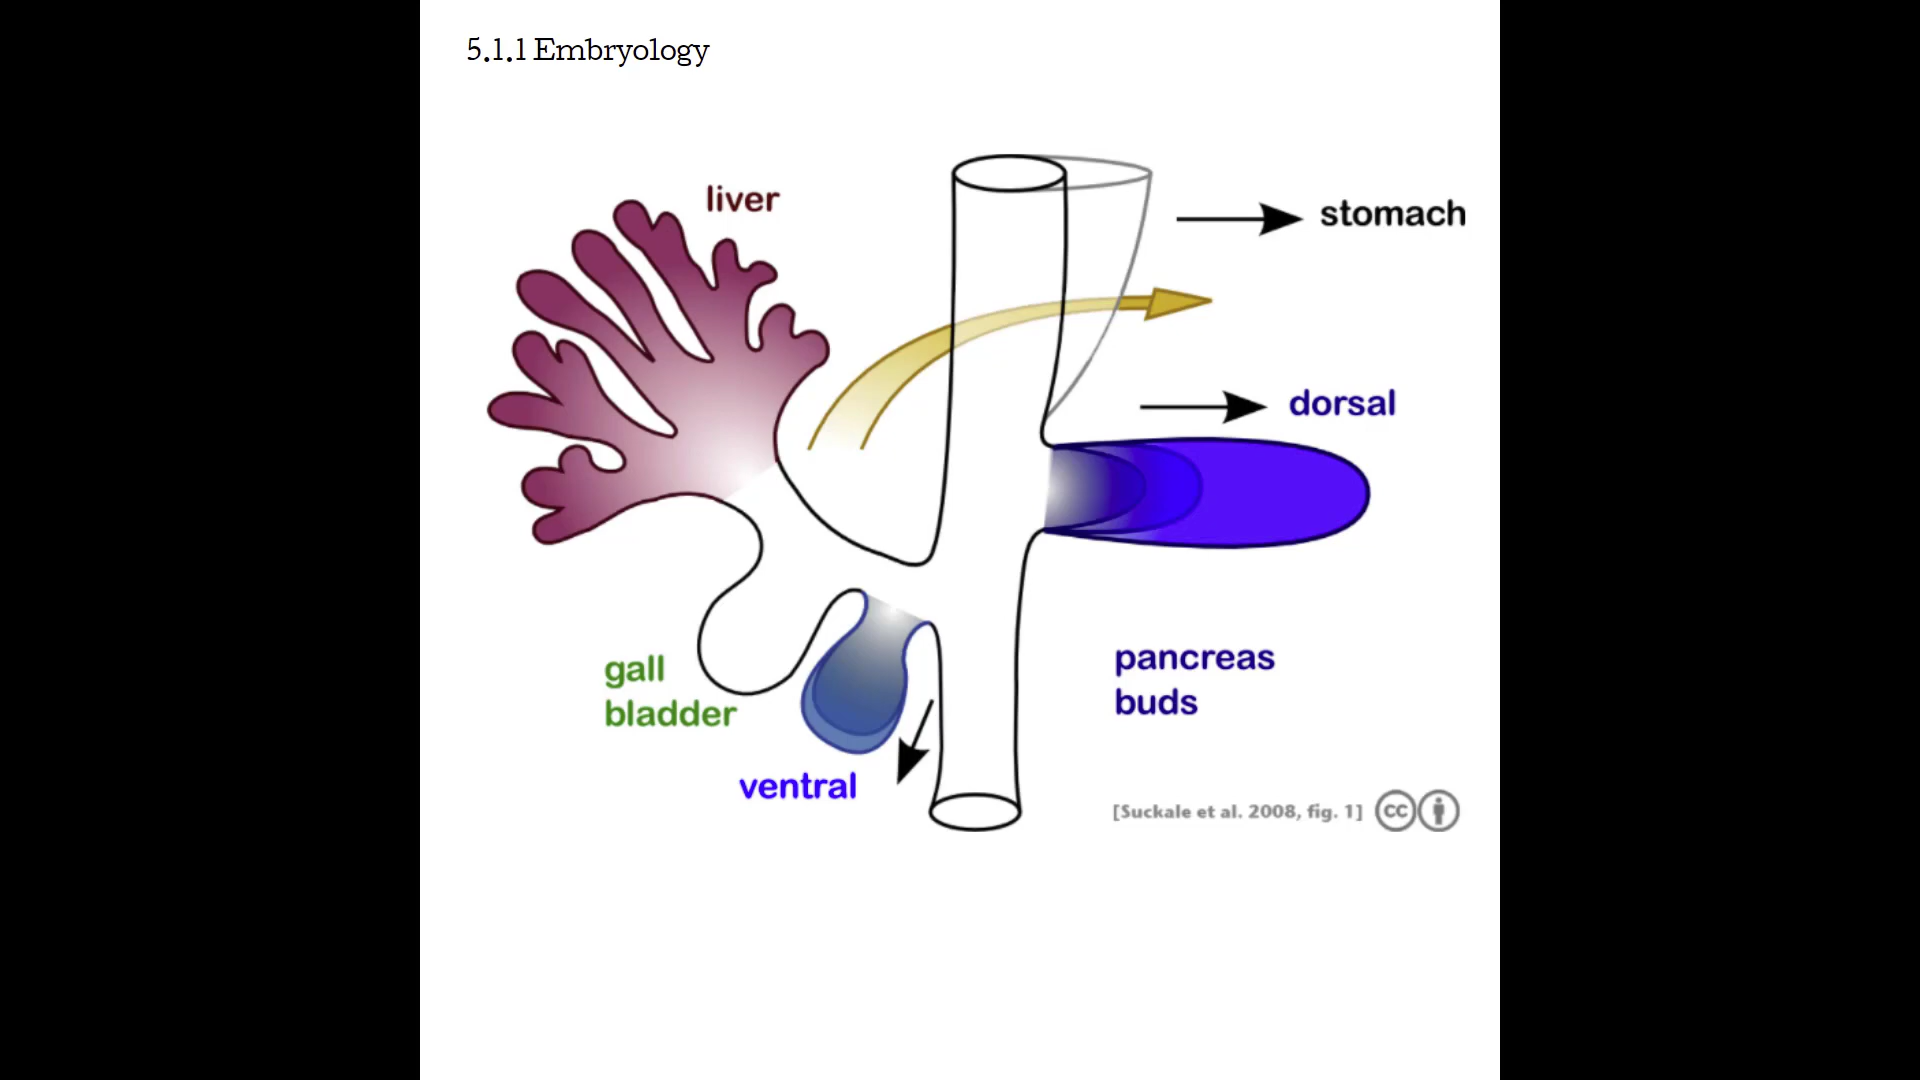 5.1.1 Embryology
liver
stomach
dorsal
gall
bladder
pancreas
buds
ventral
[Suckale et al. 2008, fig. 1] cc